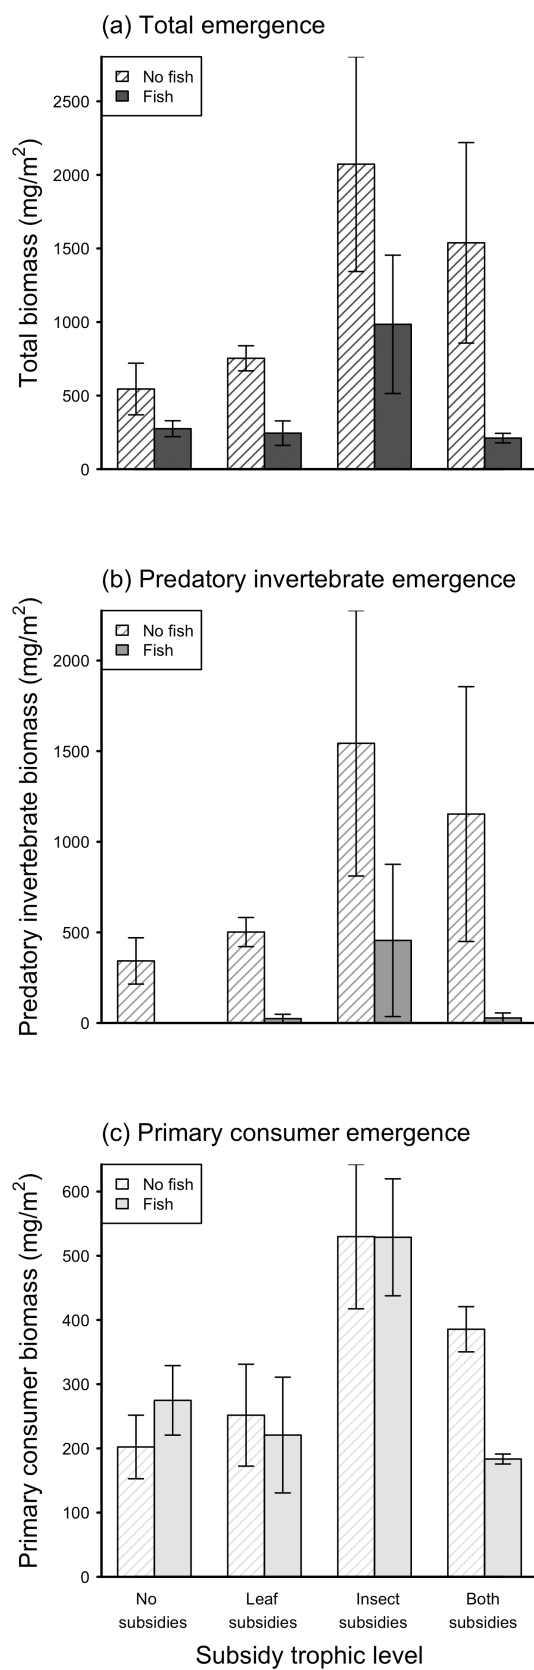 (a) Total emergence
No fish
Fish
Total biomass (mg/m²)
2500
2000
1500
1000
500
0
(b) Predatory invertebrate emergence
No fish
Fish
Predatory invertebrate biomass (mg/m²)
2000
1500
1000
500
0
(c) Primary consumer emergence
No fish
Fish
Primary consumer biomass (mg/m²)
600
500
400
300
200
100
0
No subsidies
Leaf subsidies
Insect subsidies
Both subsidies
Subsidy trophic level